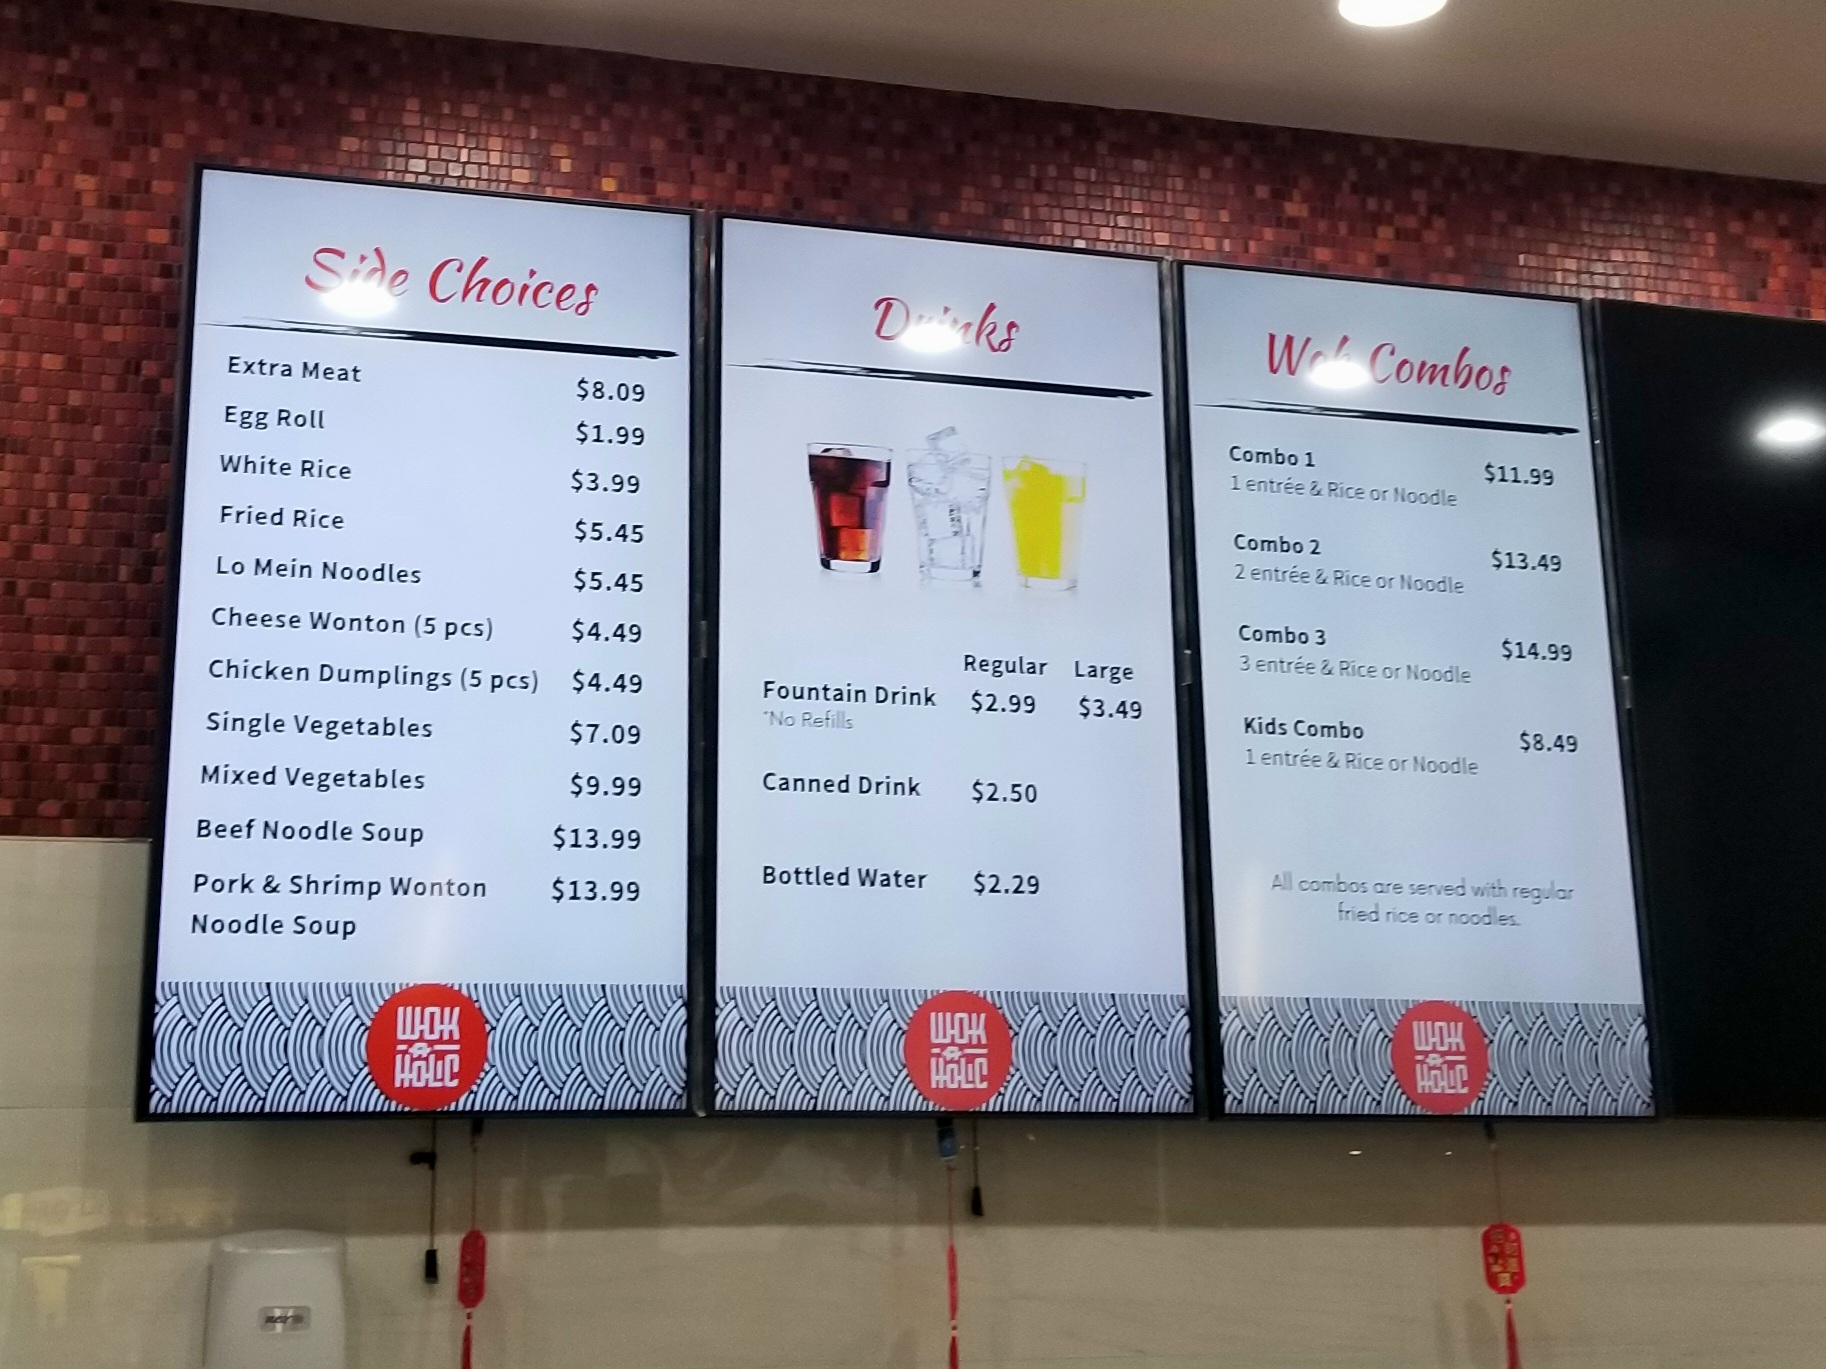 Side Choices
Extra Meat $8.09
Egg Roll $1.99
White Rice $3.99
Fried Rice $5.45
Lo Mein Noodles $5.45
Cheese Wonton (5 pcs) $4.49
Chicken Dumplings (5 pcs) $4.49
Single Vegetables $7.09
Mixed Vegetables $9.99
Beef Noodle Soup $13.99
Pork & Shrimp Wonton $13.99
Noodle Soup
WOK
A
HOLIC
Drinks
Regular Large
Fountain Drink $2.99 $3.49
*No Refills
Canned Drink $2.50
Bottled Water $2.29
WOK
A
HOLIC
Wok Combos
Combo 1 $11.99
1 entrée & Rice or Noodle
Combo 2 $13.49
2 entrée & Rice or Noodle
Combo 3 $14.99
3 entrée & Rice or Noodle
Kids Combo $8.49
1 entrée & Rice or Noodle
All combos are served with regular
fried rice or noodles.
WOK
A
HOLIC